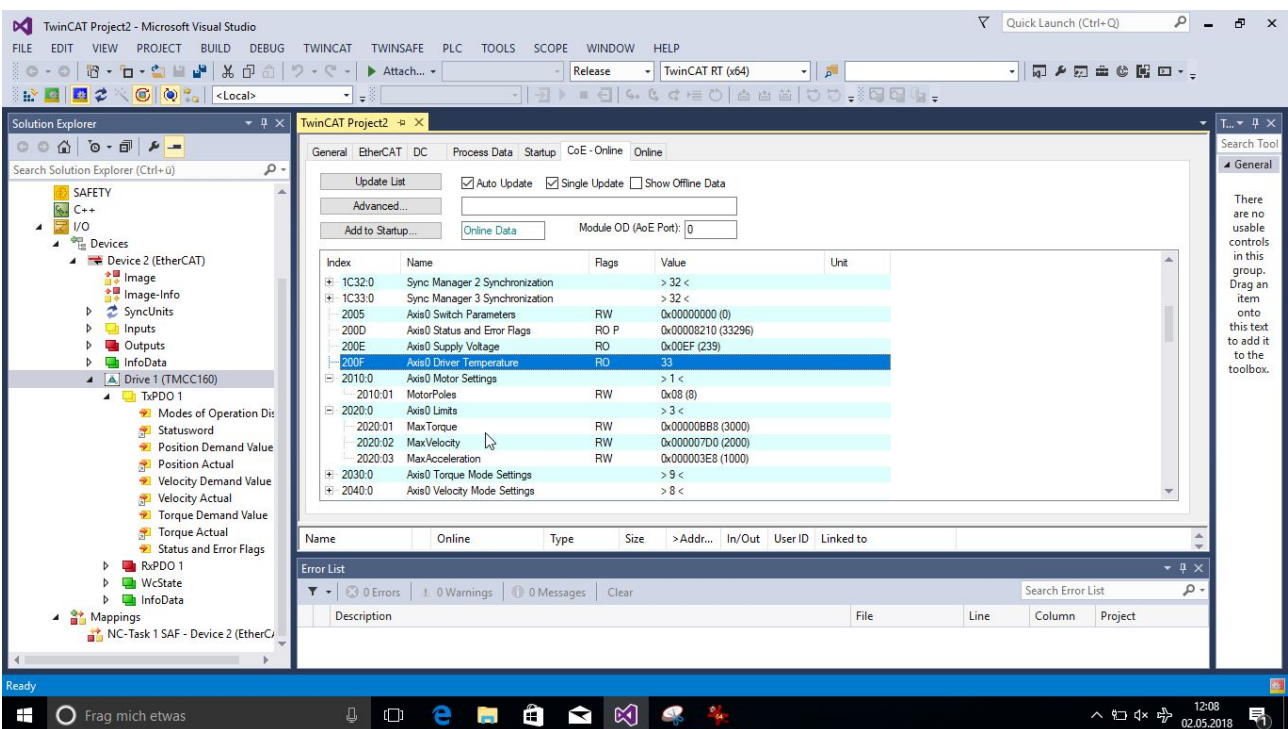 TwinCAT Project2 - Microsoft Visual Studio
Quick Launch (Ctrl+Q)
FILE EDIT VIEW PROJECT BUILD DEBUG TWINCAT TWINSAFE PLC TOOLS SCOPE WINDOW HELP
Attach... Release TwinCAT RT (x64)
<Local>
Solution Explorer
Search Solution Explorer (Ctrl+ü)
SAFETY
C++
I/O
Devices
Device 2 (EtherCAT)
Image
Image-Info
SyncUnits
Inputs
Outputs
InfoData
Drive 1 (TMCC160)
TxPDO 1
Modes of Operation Dis
Statusword
Position Demand Value
Position Actual
Velocity Demand Value
Velocity Actual
Torque Demand Value
Torque Actual
Status and Error Flags
RxPDO 1
WcState
InfoData
Mappings
NC-Task 1 SAF - Device 2 (EtherCA
TwinCAT Project2
General EtherCAT DC Process Data Startup CoE - Online Online
Update List Auto Update Single Update Show Offline Data
Advanced...
Add to Startup... Online Data Module OD (AoE Port): 0
Index Name Flags Value Unit
1C32:0 Sync Manager 2 Synchronization > 32 <
1C33:0 Sync Manager 3 Synchronization > 32 <
2005 Axis0 Switch Parameters RW 0x00000000 (0)
200D Axis0 Status and Error Flags RO P 0x00008210 (33296)
200E Axis0 Supply Voltage RO 0x00EF (239)
200F Axis0 Driver Temperature RO 33
2010:0 Axis0 Motor Settings > 1 <
2010:01 MotorPoles RW 0x08 (8)
2020:0 Axis0 Limits > 3 <
2020:01 MaxTorque RW 0x00000BB8 (3000)
2020:02 MaxVelocity RW 0x000007D0 (2000)
2020:03 MaxAcceleration RW 0x000003E8 (1000)
2030:0 Axis0 Torque Mode Settings > 9 <
2040:0 Axis0 Velocity Mode Settings > 8 <
Name Online Type Size >Addr... In/Out User ID Linked to
Error List
0 Errors 0 Warnings 0 Messages Clear Search Error List
Description File Line Column Project
T...
Search Tool
General
There
are no
usable
controls
in this
group.
Drag an
item
onto
this text
to add it
to the
toolbox.
Ready
Frag mich etwas
12:08
02.05.2018